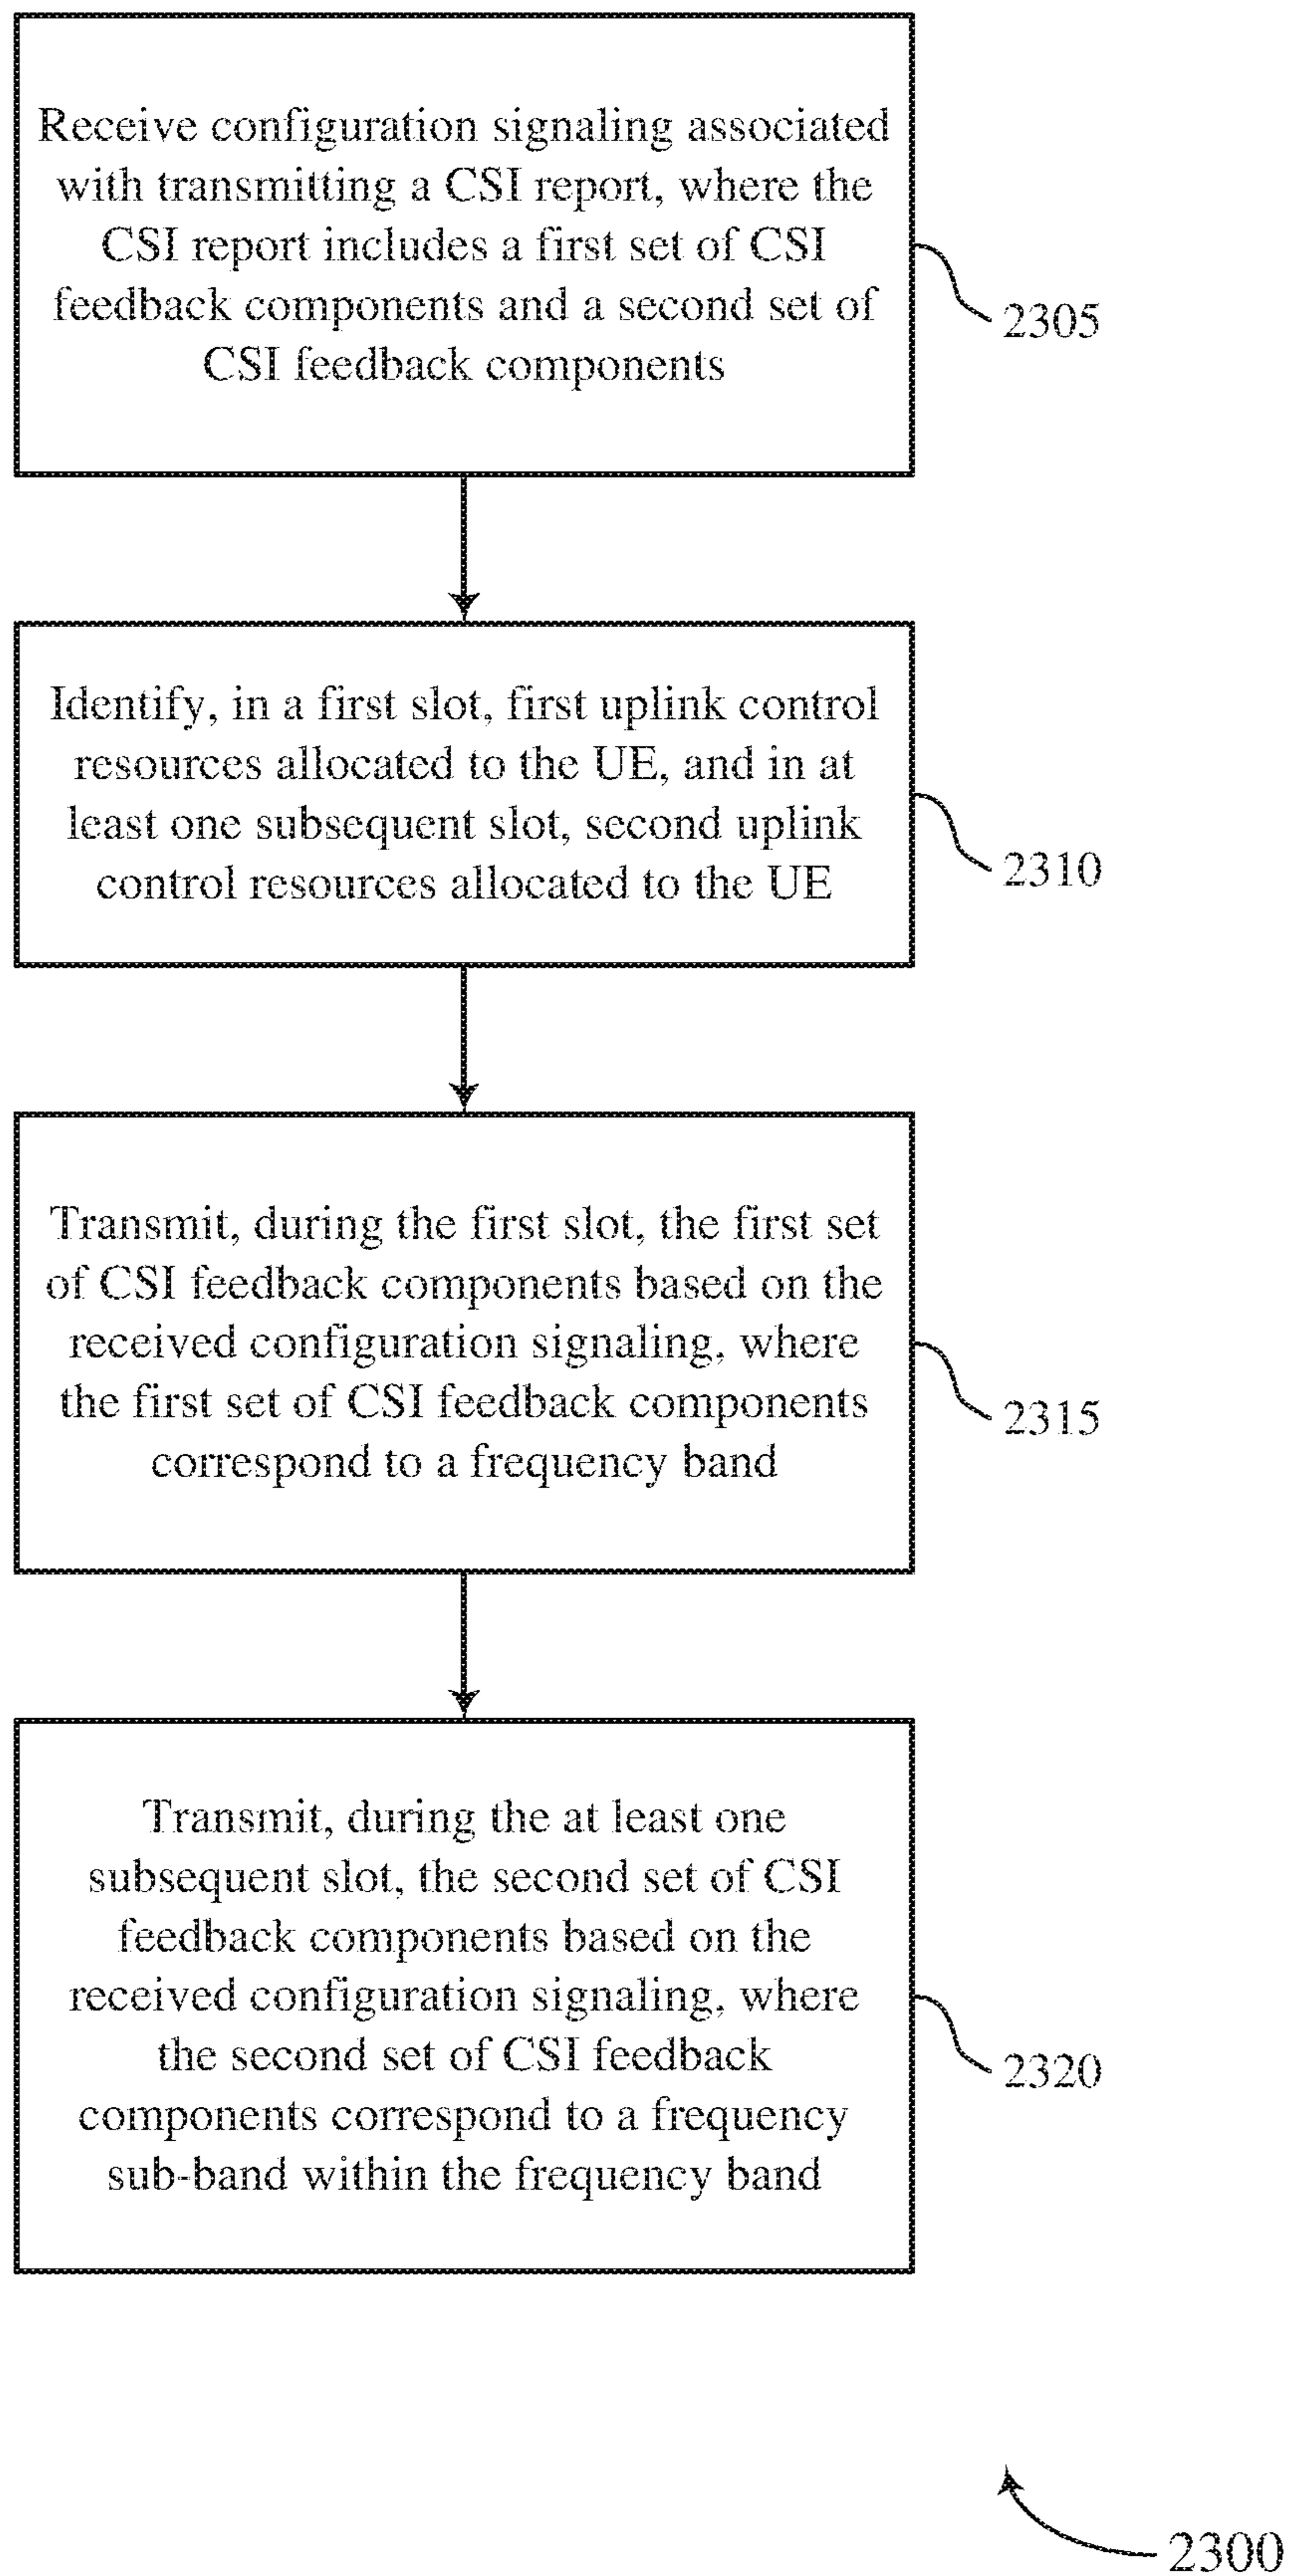 Receive configuration signaling associated
with transmitting a CSI report, where the
CSI report includes a first set of CSI
feedback components and a second set of
CSI feedback components
2305
Identify, in a first slot, first uplink control
resources allocated to the UE, and in at
least one subsequent slot, second uplink
control resources allocated to the UE
2310
Transmit, during the first slot, the first set
of CSI feedback components based on the
received configuration signaling, where
the first set of CSI feedback components
correspond to a frequency band
2315
Transmit, during the at least one
subsequent slot, the second set of CSI
feedback components based on the
received configuration signaling, where
the second set of CSI feedback
components correspond to a frequency
sub-band within the frequency band
2320
2300